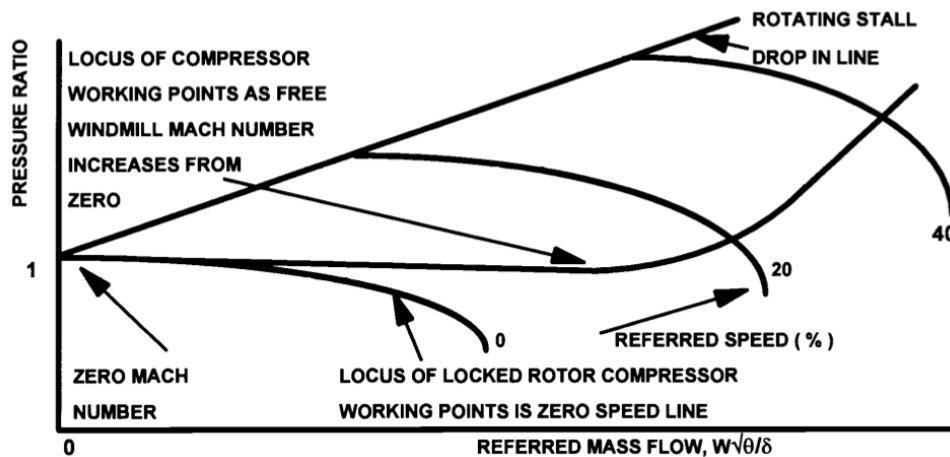 PRESSURE RATIO
1
LOCUS OF COMPRESSOR
WORKING POINTS AS FREE
WINDMILL MACH NUMBER
INCREASES FROM
ZERO
ROTATING STALL
DROP IN LINE
40
20
0
REFERRED SPEED ( % )
ZERO MACH
NUMBER
LOCUS OF LOCKED ROTOR COMPRESSOR
WORKING POINTS IS ZERO SPEED LINE
0
REFERRED MASS FLOW, W√θ/δ